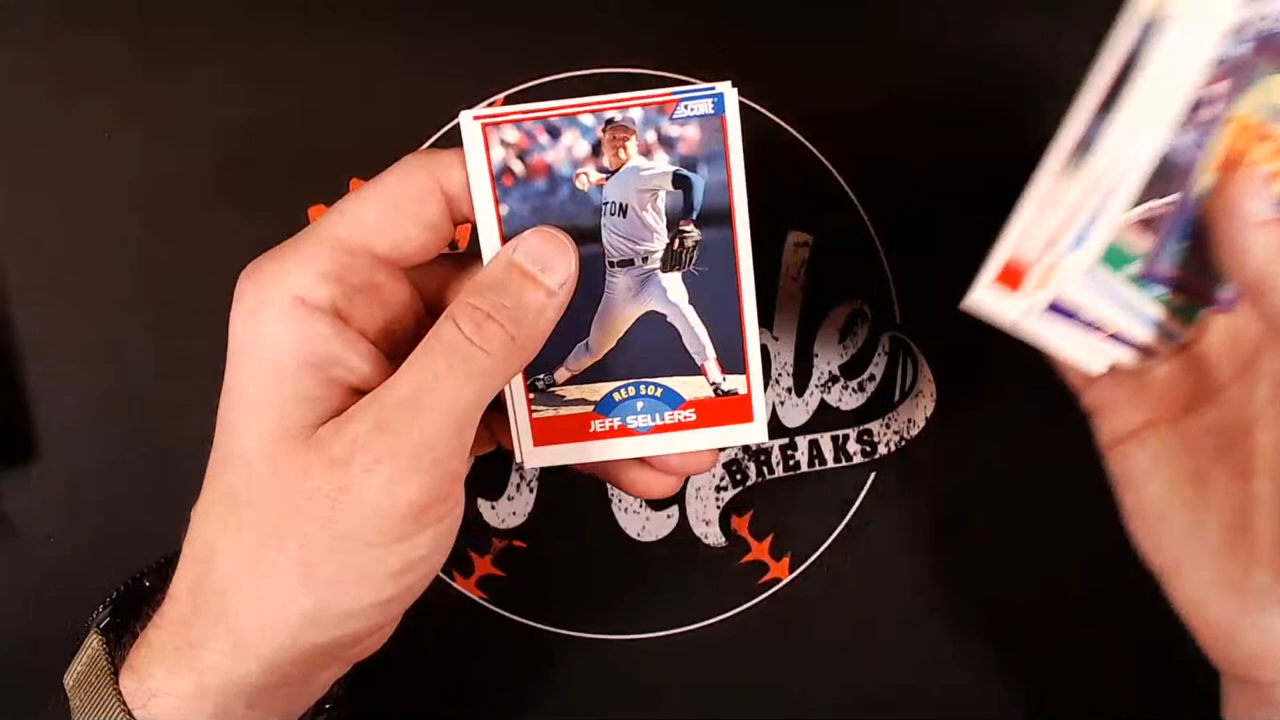 SCORE
TON
RED SOX
P
JEFF SELLERS
BREAKS